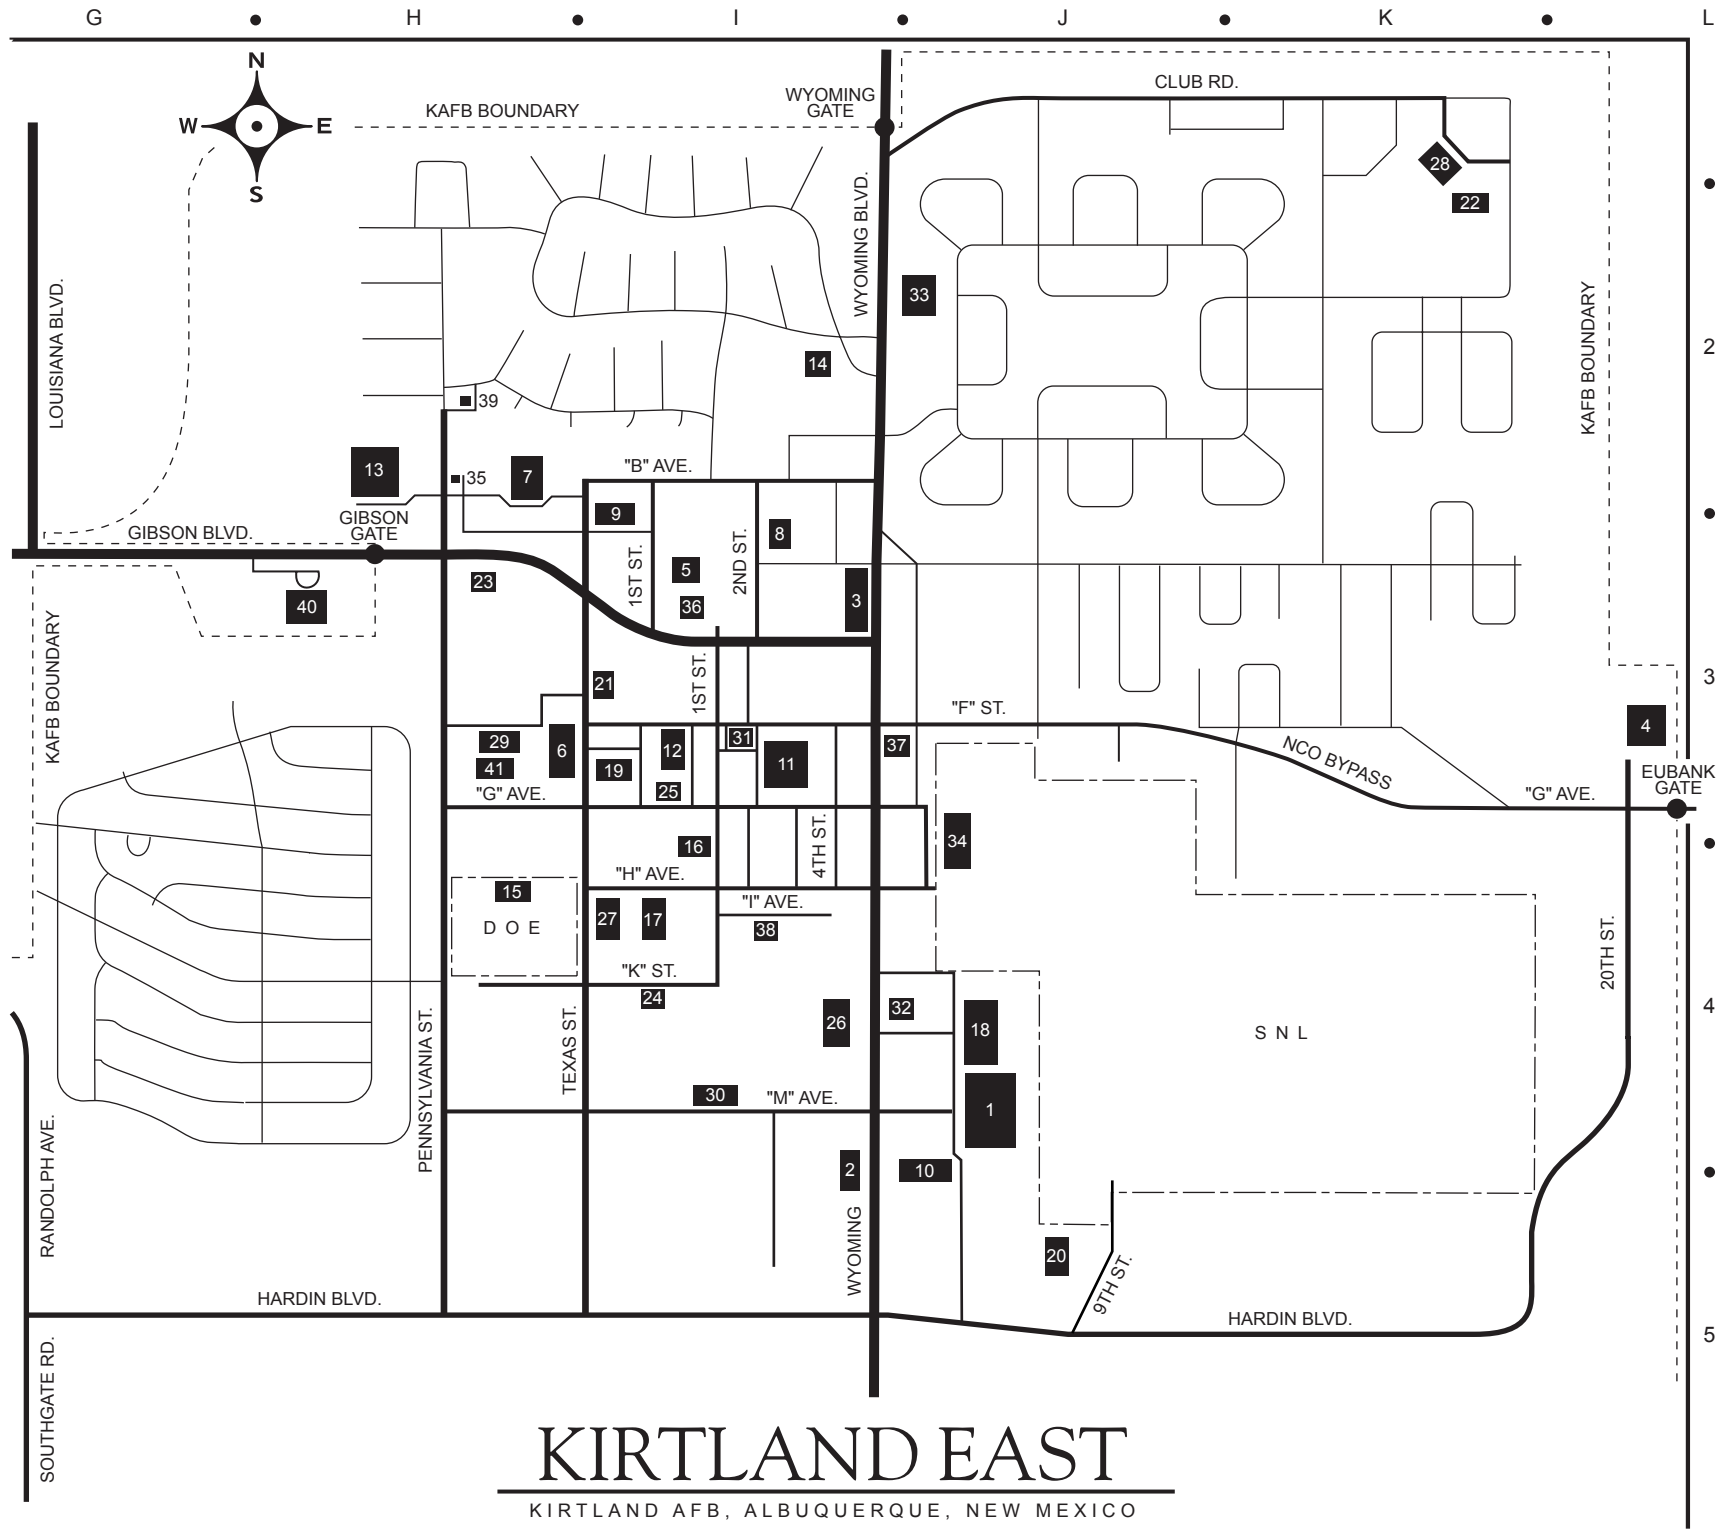 G
H
I
J
K
L
N
W
E
S
KAFB BOUNDARY
WYOMING
GATE
CLUB RD.
28
22
WYOMING BLVD.
LOUISIANA BLVD.
33
KAFB BOUNDARY
2
14
39
13
35
7
"B" AVE.
9
8
GIBSON
GATE
GIBSON BLVD.
1ST ST.
2ND ST.
5
23
36
3
40
KAFB BOUNDARY
21
1ST ST.
3
"F" ST.
4
29
6
12
31
11
37
NCO BYPASS
41
19
25
"G" AVE.
EUBANK
GATE
"G" AVE.
16
4TH ST.
34
"H" AVE.
15
"I" AVE.
27
17
38
D O E
20TH ST.
"K" ST.
24
32
26
18
S N L
4
PENNSYLVANIA ST.
TEXAS ST.
30
"M" AVE.
1
RANDOLPH AVE.
2
10
WYOMING
20
9TH ST.
HARDIN BLVD.
HARDIN BLVD.
5
SOUTHGATE RD.
KIRTLAND EAST
KIRTLAND AFB, ALBUQUERQUE, NEW MEXICO